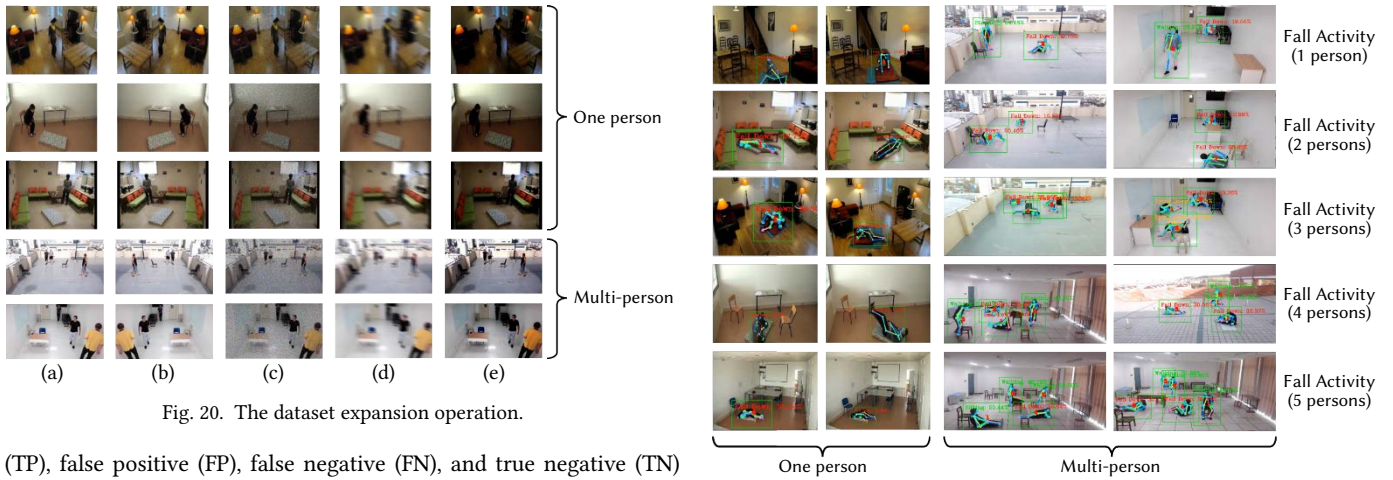 One person
Multi-person
(a) (b) (c) (d) (e)
Fig. 20. The dataset expansion operation.
(TP), false positive (FP), false negative (FN), and true negative (TN)
Fall Activity
(1 person)
Fall Activity
(2 persons)
Fall Activity
(3 persons)
Fall Activity
(4 persons)
Fall Activity
(5 persons)
One person
Multi-person